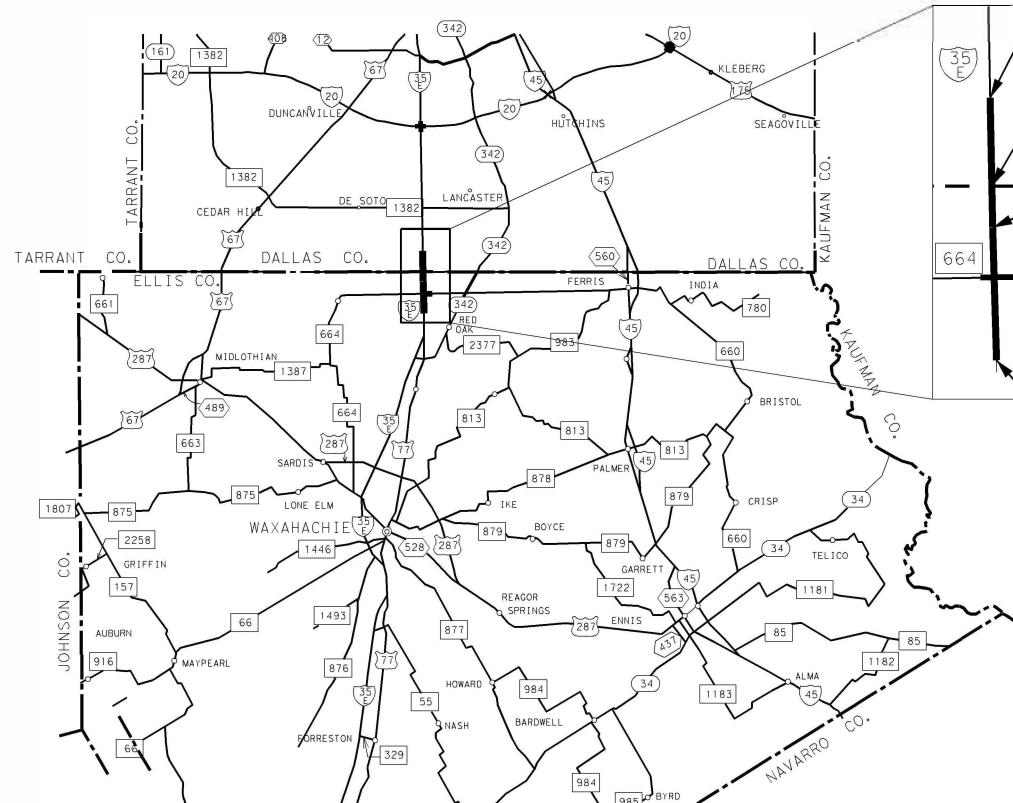 342
408
12
20
161
1382
67
35
E
45
KLEBERG
35
E
20
175
20
DUNCANVILLE
20
HUTCHINS
SEAGOVILLE
TARRANT CO.
342
KAUFMAN CO.
1382
45
LANCASTER
DE SOTO
1382
CEDAR HILL
67
342
664
TARRANT CO.
DALLAS CO.
560
DALLAS CO.
ELLIS CO.
FERRIS
INDIA
661
67
35
E
342
780
RED
OAK
664
45
983
2377
660
KAUFMAN CO.
287
MIDLOTHIAN
1387
489
664
BRISTOL
67
35
E
813
663
77
813
287
813
SARDIS
PALMER
45
878
875
879
LONE ELM
IKE
CRISP
34
1807
875
WAXAHACHIE
35
E
BOYCE
879
879
660
34
2258
528
287
TELICO
1446
GARRETT
GRIFFIN
1722
45
JOHNSON CO.
157
1181
REAGOR
SPRINGS
563
1493
66
877
287
ENNIS
AUBURN
85
85
437
916
MAYPEARL
77
876
1182
34
HOWARD
984
ALMA
35
E
55
1183
45
BARDWELL
NASH
NAVARRO CO.
66
FORRESTON
329
984
985
BYRD